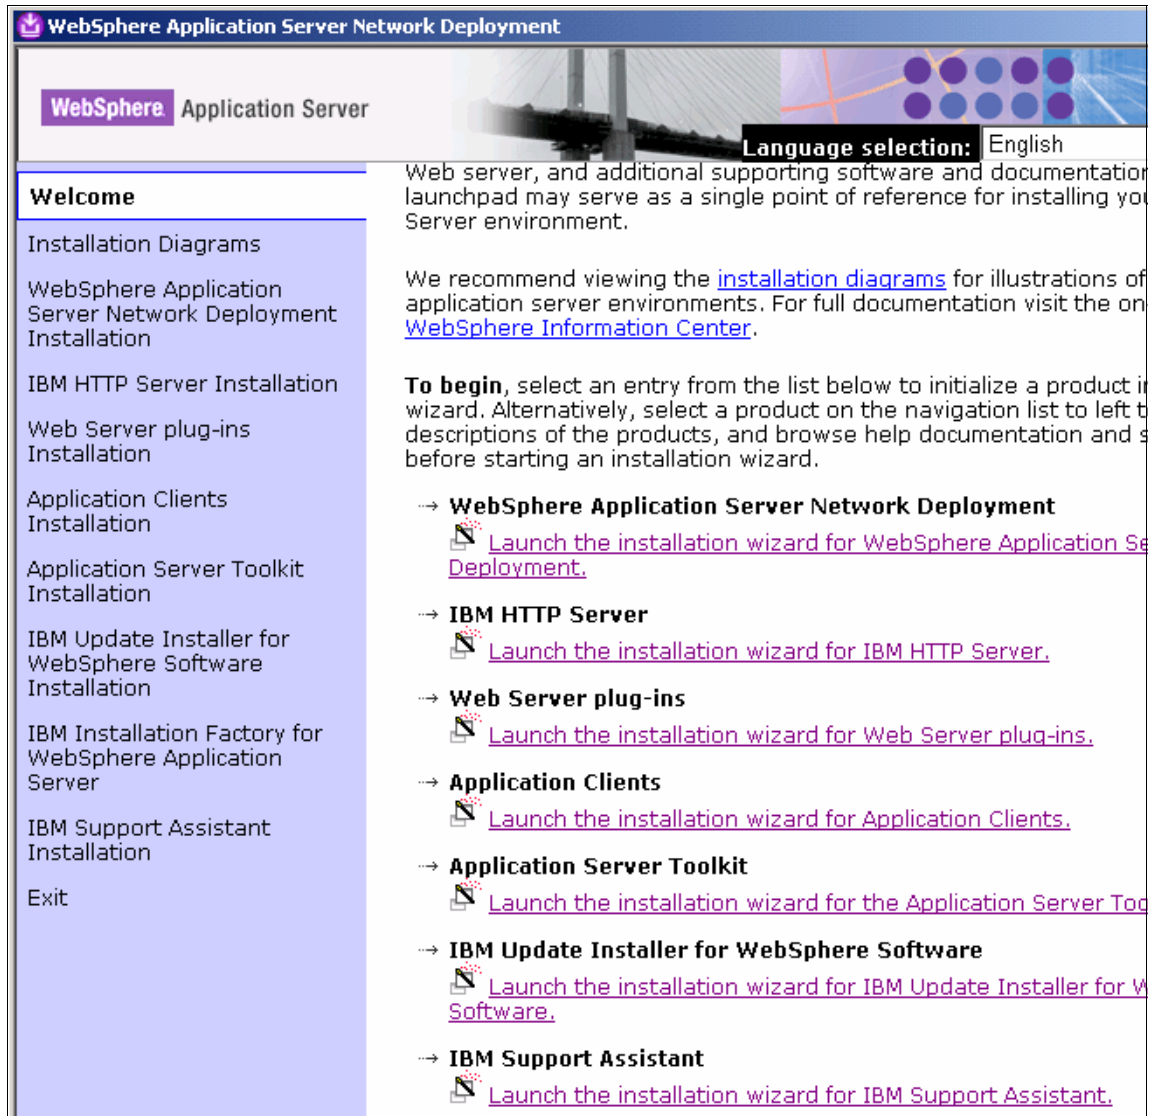 WebSphere Application Server Network Deployment
WebSphere. Application Server
Language selection: English
Welcome
Installation Diagrams
WebSphere Application
Server Network Deployment
Installation
IBM HTTP Server Installation
Web Server plug-ins
Installation
Application Clients
Installation
Application Server Toolkit
Installation
IBM Update Installer for
WebSphere Software
Installation
IBM Installation Factory for
WebSphere Application
Server
IBM Support Assistant
Installation
Exit
Web server, and additional supporting software and documentation
launchpad may serve as a single point of reference for installing
Server environment.
We recommend viewing the installation diagrams for illustrations of
application server environments. For full documentation visit the
WebSphere Information Center.
To begin, select an entry from the list below to initialize a product
wizard. Alternatively, select a product on the navigation list to left
descriptions of the products, and browse help documentation and
before starting an installation wizard.
WebSphere Application Server Network Deployment
Launch the installation wizard for WebSphere Application
Deployment.
IBM HTTP Server
Launch the installation wizard for IBM HTTP Server.
Web Server plug-ins
Launch the installation wizard for Web Server plug-ins.
Application Clients
Launch the installation wizard for Application Clients.
Application Server Toolkit
Launch the installation wizard for the Application Server
IBM Update Installer for WebSphere Software
Launch the installation wizard for IBM Update Installer for
Software.
IBM Support Assistant
Launch the installation wizard for IBM Support Assistant.